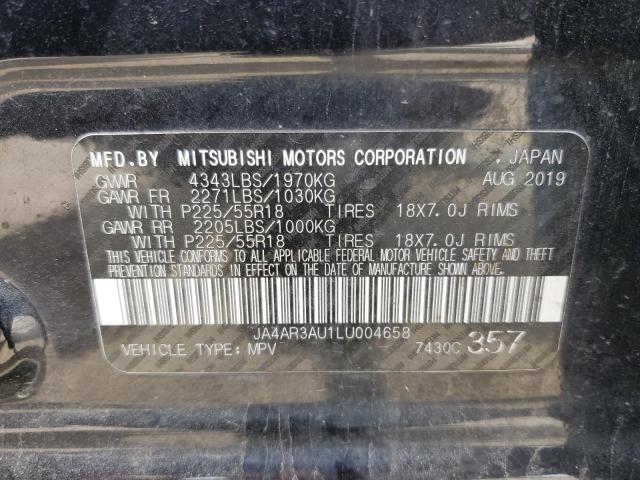 MFD.BY MITSUBISHI MOTORS CORPORATION . JAPAN
GVWR 4343LBS/1970KG AUG 2019
GAWR FR 2271LBS/1030KG
WITH P225/55R18 TIRES 18X7.0J RIMS
GAWR RR 2205LBS/1000KG
WITH P225/55R18 TIRES 18X7.0J RIMS
THIS VEHICLE CONFORMS TO ALL APPLICABLE FEDERAL MOTOR VEHICLE SAFETY AND THEFT
PREVENTION STANDARDS IN EFFECT ON THE DATE OF MANUFACTURE SHOWN ABOVE.
JA4AR3AU1LU004658
VEHICLE TYPE: MPV 7430C 357